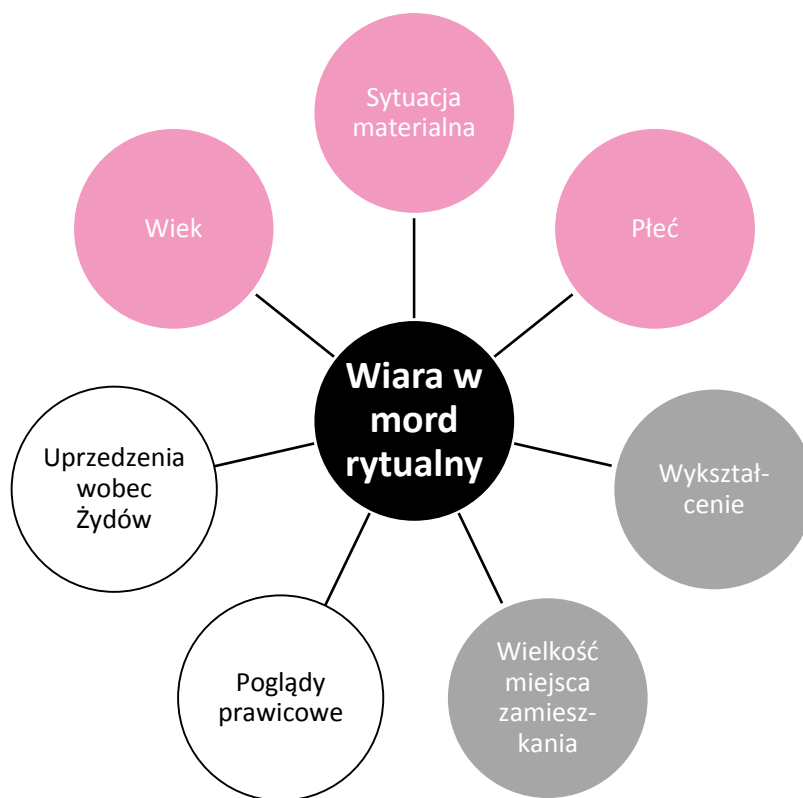 Sytuacja
materialna
Wiek
Płeć
Wiara w
mord
rytualny
Uprzedzenia
wobec
Żydów
Wykształ-
cenie
Poglądy
prawicowe
Wielkość
miejsca
zamiesz-
kania